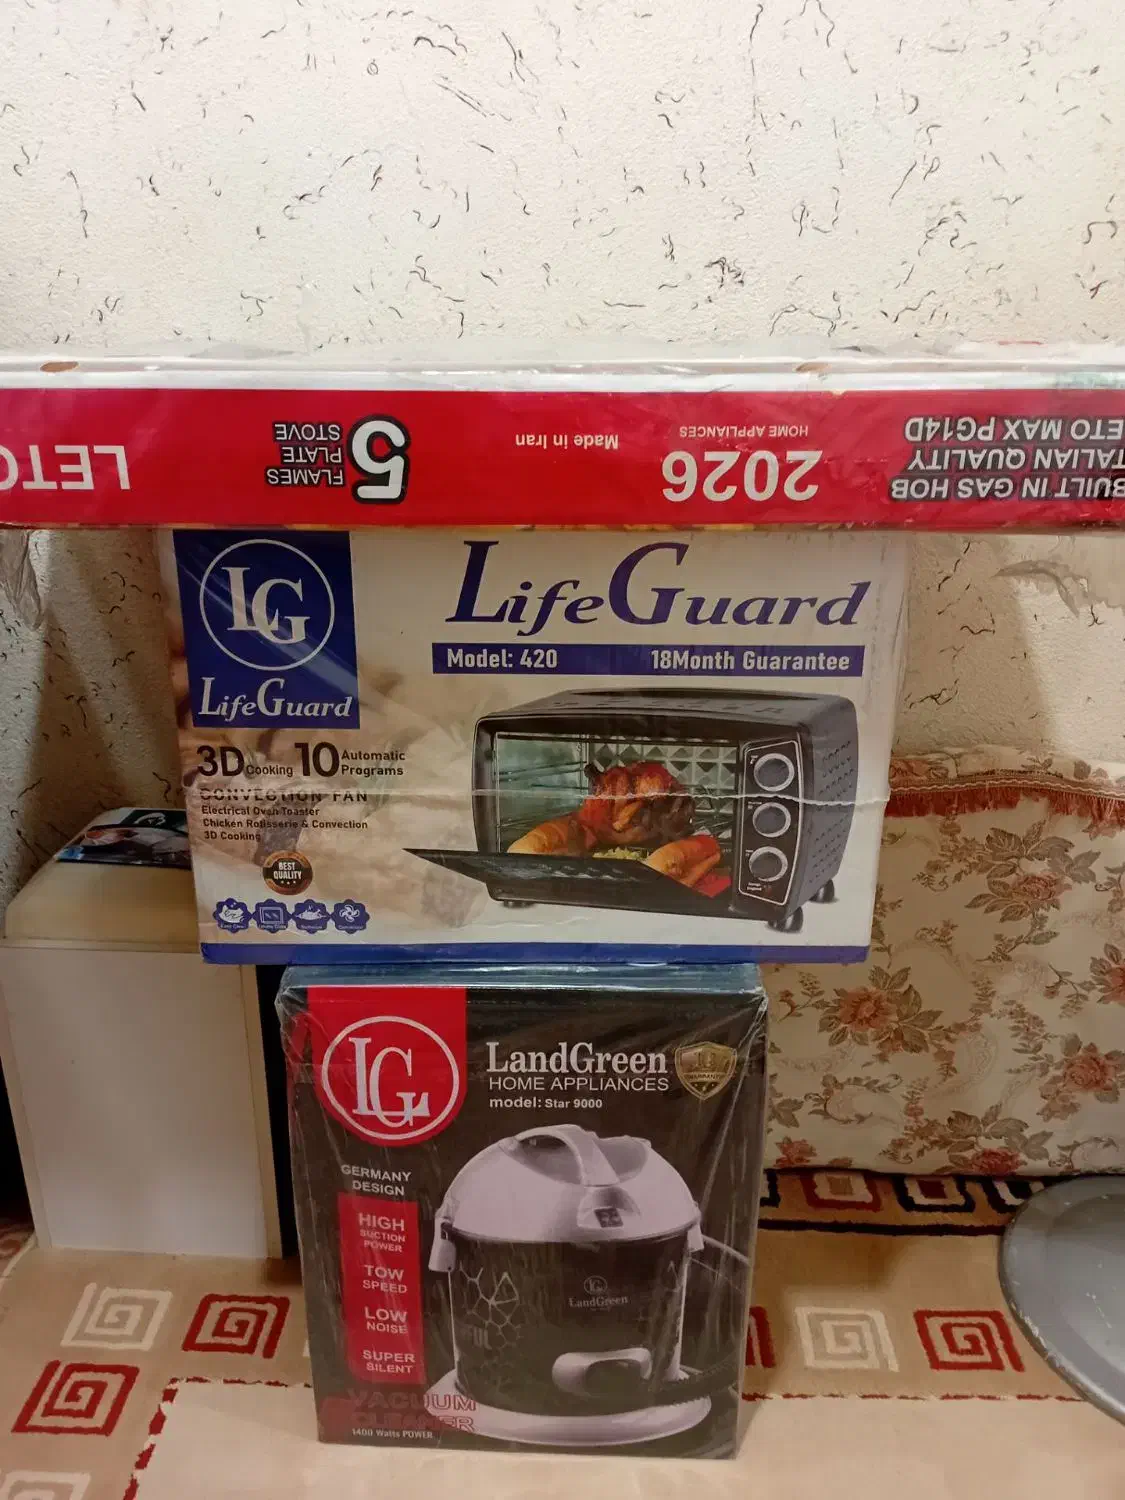 LETO
5
FLAMES
PLATE
STOVE
Made in Iran
2026
HOME APPLIANCES
BUILT IN GAS HOB
ITALIAN QUALITY
LETO MAX PG14D
LG
LifeGuard
LifeGuard
Model: 420 18Month Guarantee
3D Cooking 10 Automatic Programs
CONVECTION FAN
Electrical Oven Toaster
Chicken Rotisserie & Convection
3D Cooking
BEST
QUALITY
LG
LandGreen
HOME APPLIANCES
model: Star 9000
GERMANY
DESIGN
HIGH
SUCTION
POWER
TOW
SPEED
LOW
NOISE
SUPER
SILENT
VACUUM
CLEANER
1400 Watts POWER
LG
LandGreen